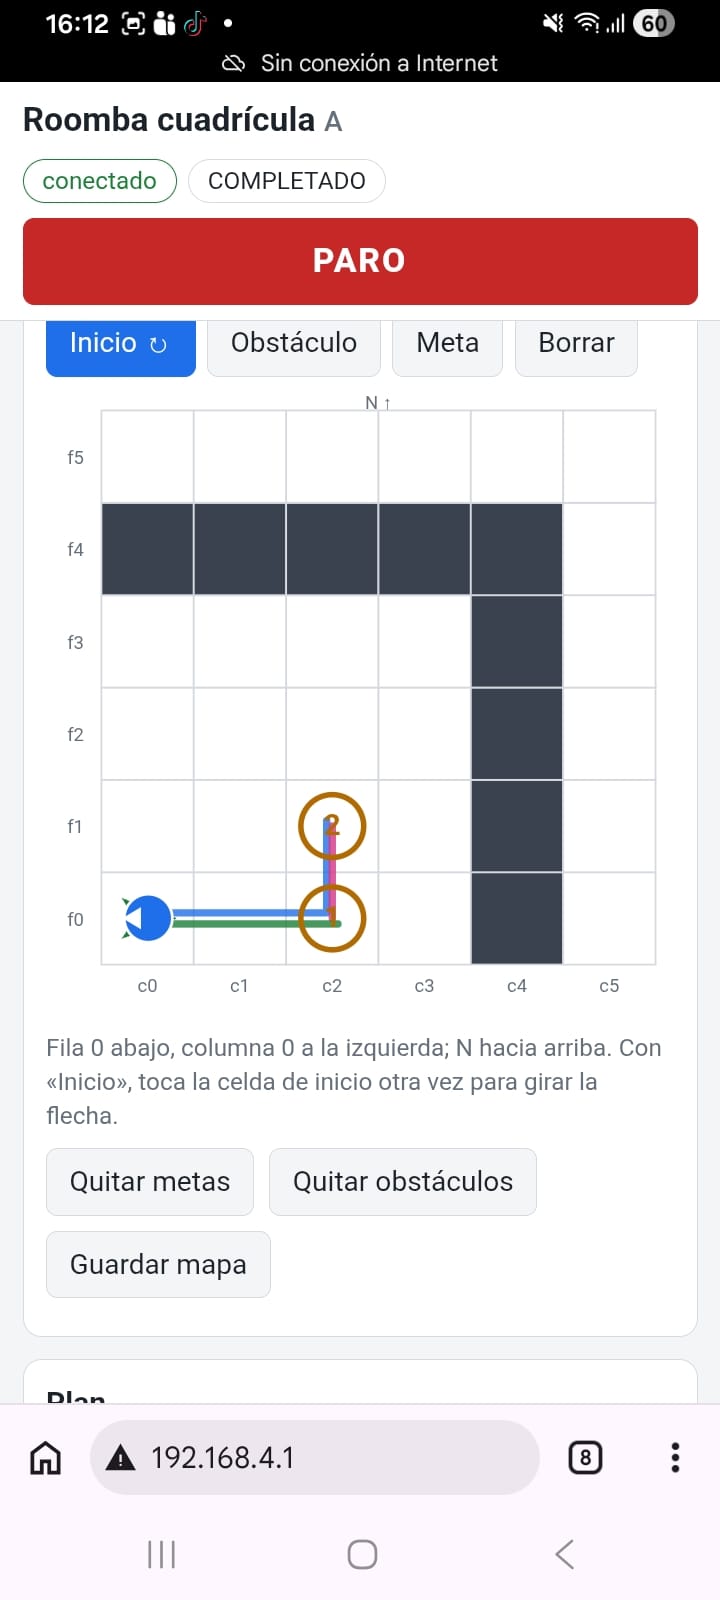 16:12
60
Sin conexión a Internet
Roomba cuadrícula A
conectado
COMPLETADO
PARO
Inicio ↻
Obstáculo
Meta
Borrar
N ↑
f5
f4
f3
f2
f1
2
f0
1
c0 c1 c2 c3 c4 c5
Fila 0 abajo, columna 0 a la izquierda; N hacia arriba. Con
«Inicio», toca la celda de inicio otra vez para girar la
flecha.
Quitar metas
Quitar obstáculos
Guardar mapa
Plan
192.168.4.1
8